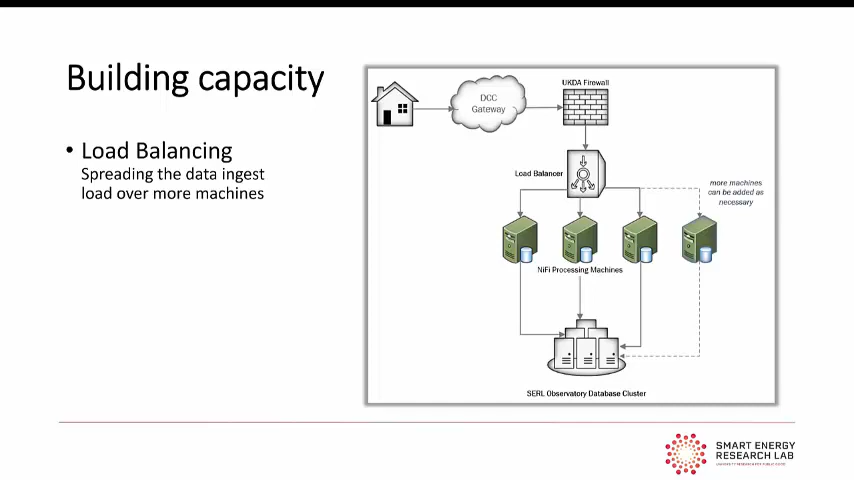 Building capacity
• Load Balancing
Spreading the data ingest
load over more machines
DCC
Gateway
UKDA Firewall
Load Balancer
more machines
can be added as
necessary
NiFi Processing Machines
SERL Observatory Database Cluster
SMART ENERGY
RESEARCH LAB